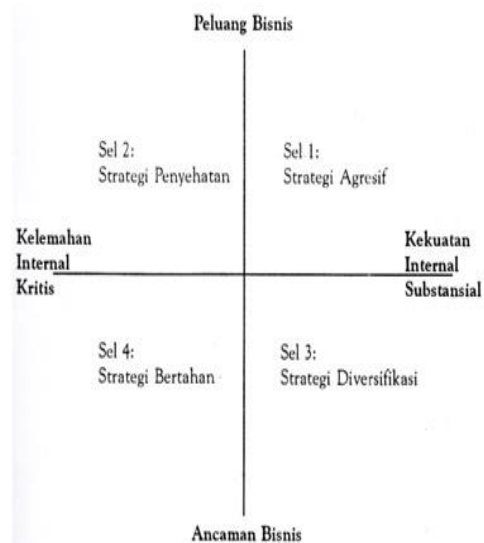 Peluang Bisnis
Sel 2:
Strategi Penyehatan
Sel 1:
Strategi Agresif
Kelemahan
Internal
Kritis
Kekuatan
Internal
Substansial
Sel 4:
Strategi Bertahan
Sel 3:
Strategi Diversifikasi
Ancaman Bisnis